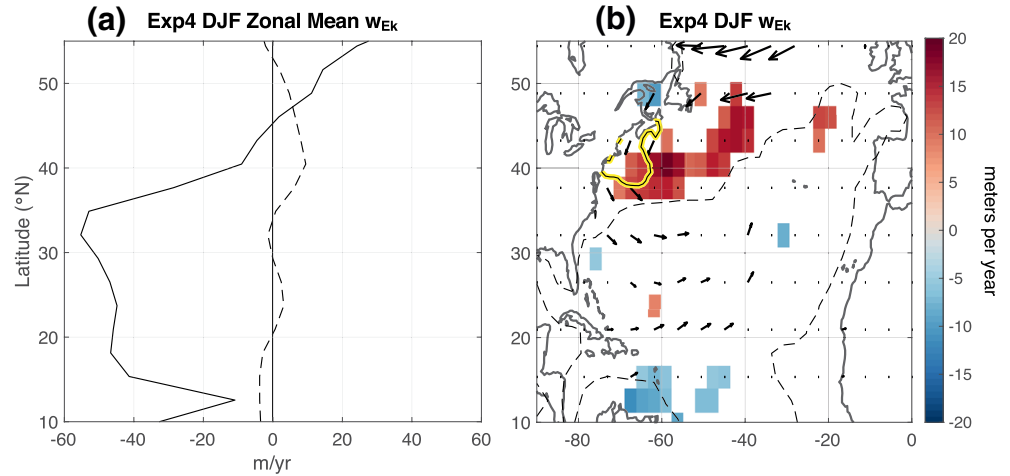 (a) Exp4 DJF Zonal Mean wEk
50
40
30
20
10
Latitude (°N)
-60 -40 -20 0 20 40 60
m/yr
(b) Exp4 DJF wEk
50
40
30
20
10
-80 -60 -40 -20 0
20
15
10
5
0
-5
-10
-15
-20
meters per year